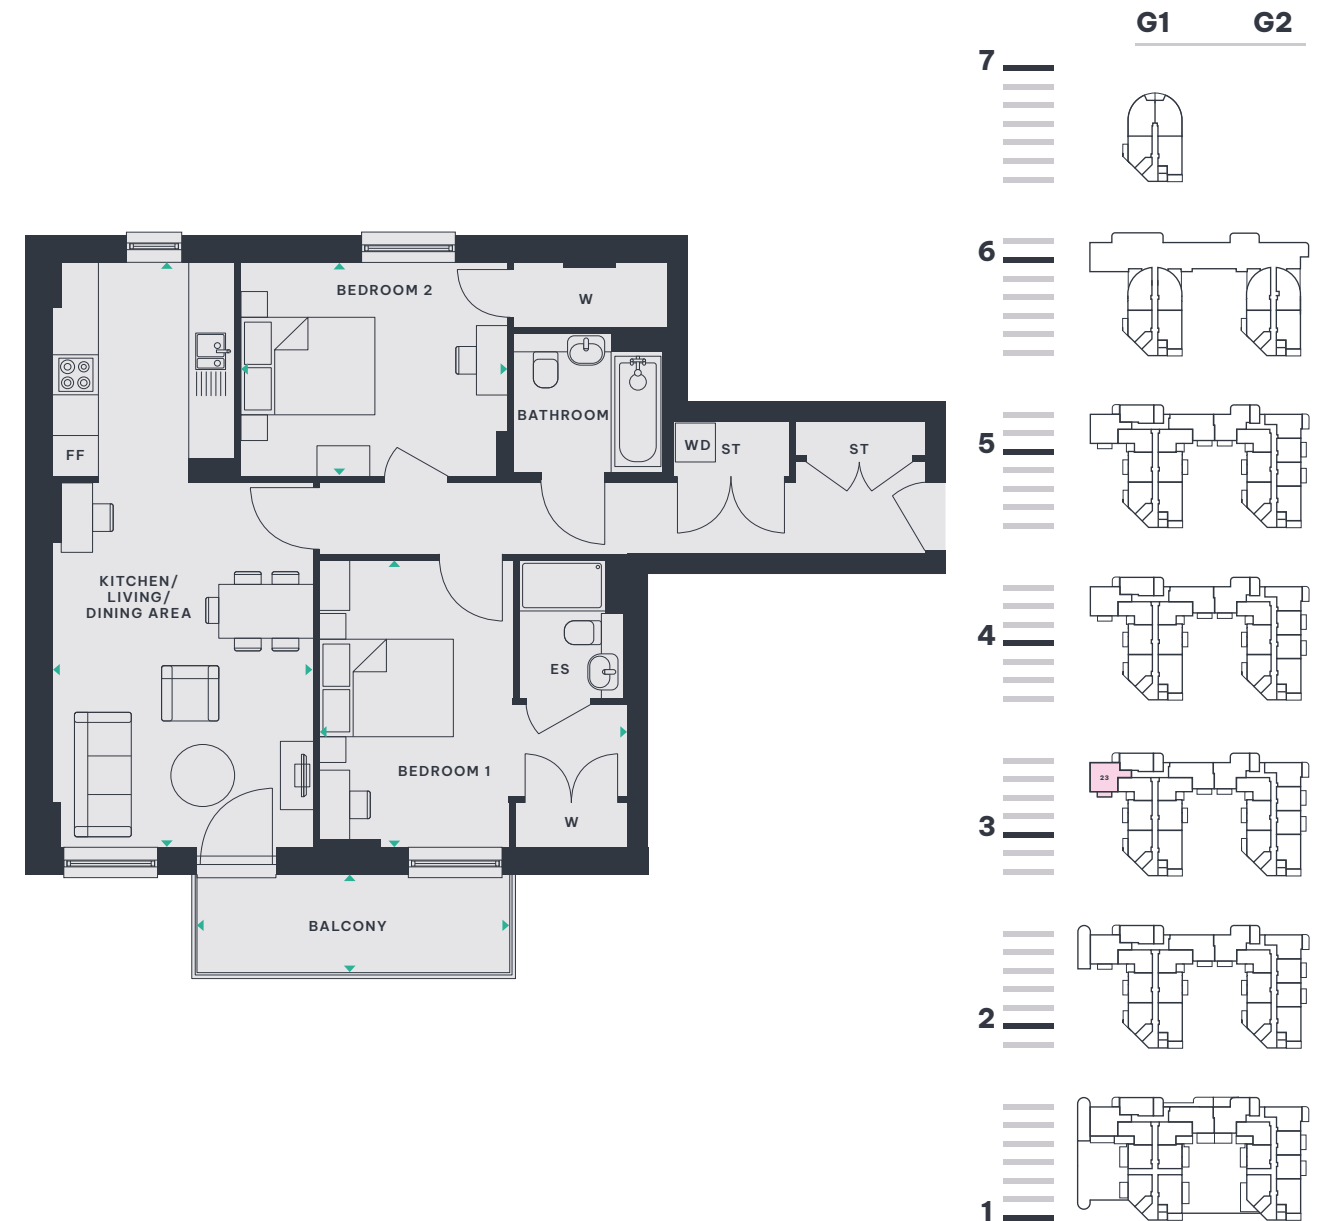 G1 G2
7
6
5
4
3
2
1
BEDROOM 2
W
BATHROOM
WD ST
ST
FF
KITCHEN/
LIVING/
DINING AREA
ES
BEDROOM 1
W
BALCONY
23